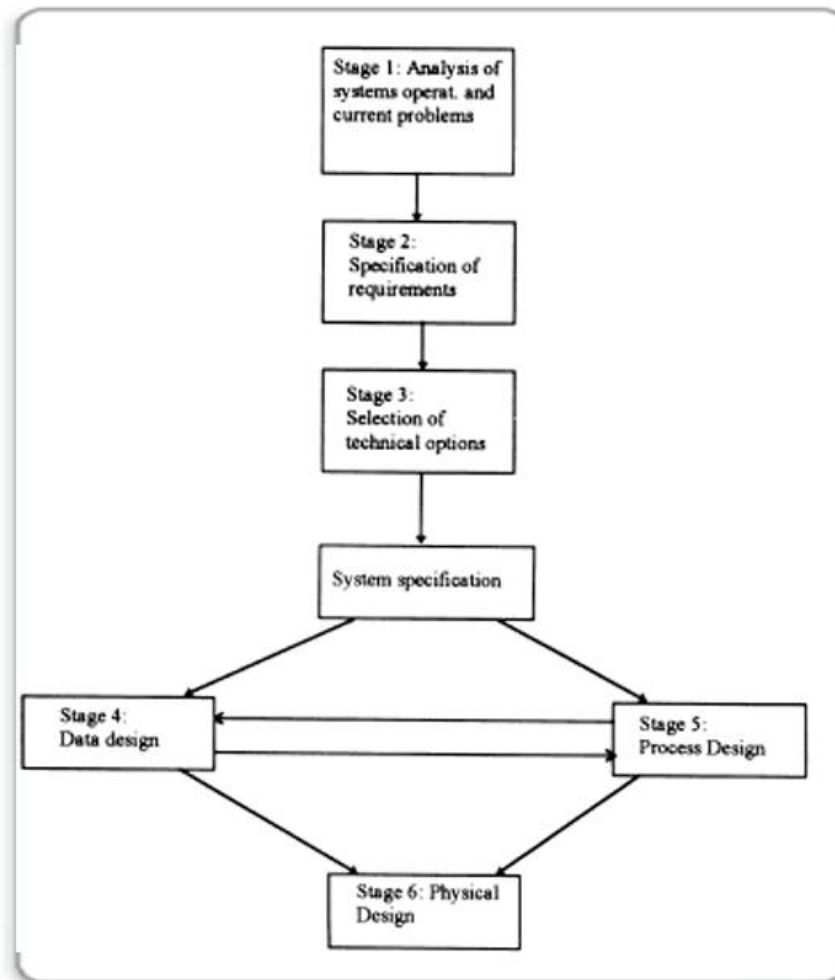 Stage 1: Analysis of
systems operat. and
current problems
Stage 2:
Specification of
requirements
Stage 3:
Selection of
technical options
System specification
Stage 4:
Data design
Stage 5:
Process Design
Stage 6: Physical
Design